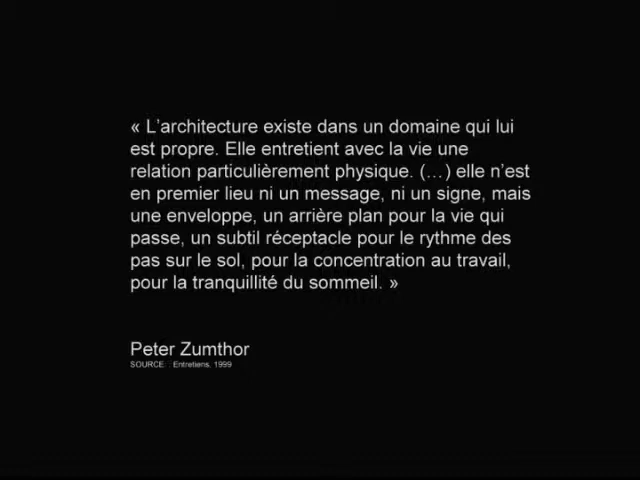 « L'architecture existe dans un domaine qui lui
est propre. Elle entretient avec la vie une
relation particulièrement physique. (…) elle n'est
en premier lieu ni un message, ni un signe, mais
une enveloppe, un arrière plan pour la vie qui
passe, un subtil réceptacle pour le rythme des
pas sur le sol, pour la concentration au travail,
pour la tranquillité du sommeil. »
Peter Zumthor
SOURCE: : Entretiens, 1999